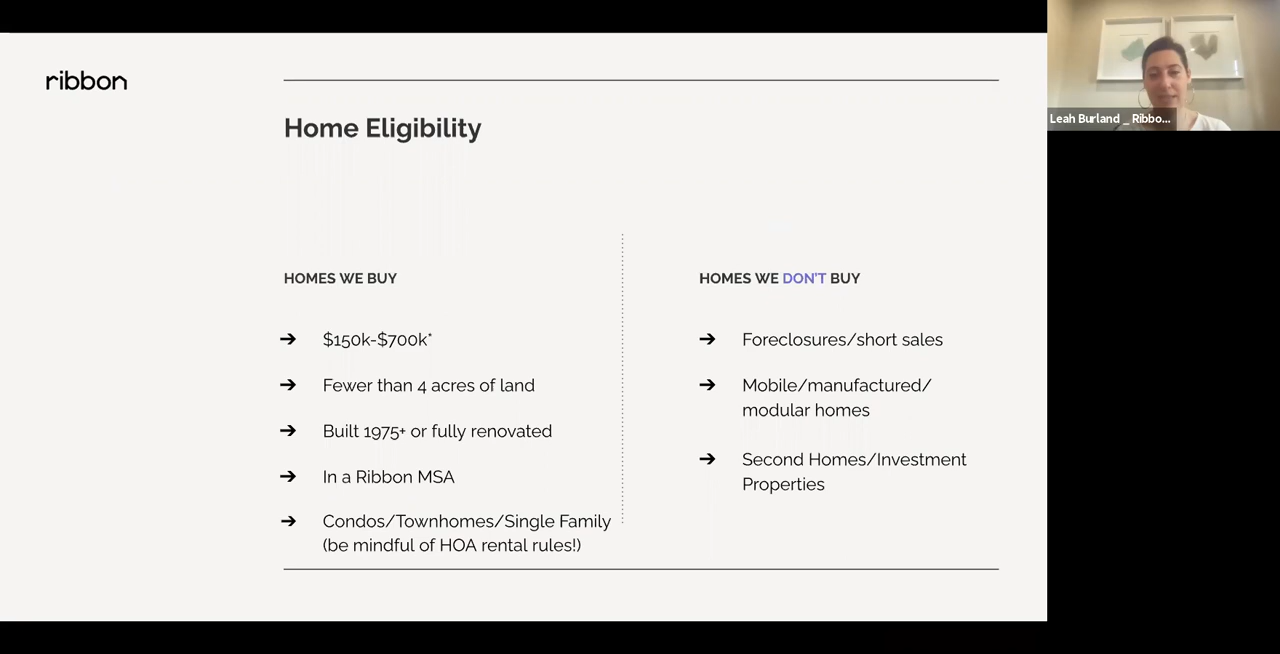 ribbon
Home Eligibility
HOMES WE BUY
➔ $150k-$700k*
➔ Fewer than 4 acres of land
➔ Built 1975+ or fully renovated
➔ In a Ribbon MSA
➔ Condos/Townhomes/Single Family
(be mindful of HOA rental rules!)
HOMES WE DON'T BUY
➔ Foreclosures/short sales
➔ Mobile/manufactured/
modular homes
➔ Second Homes/Investment
Properties
Leah Burland _ Ribbo...